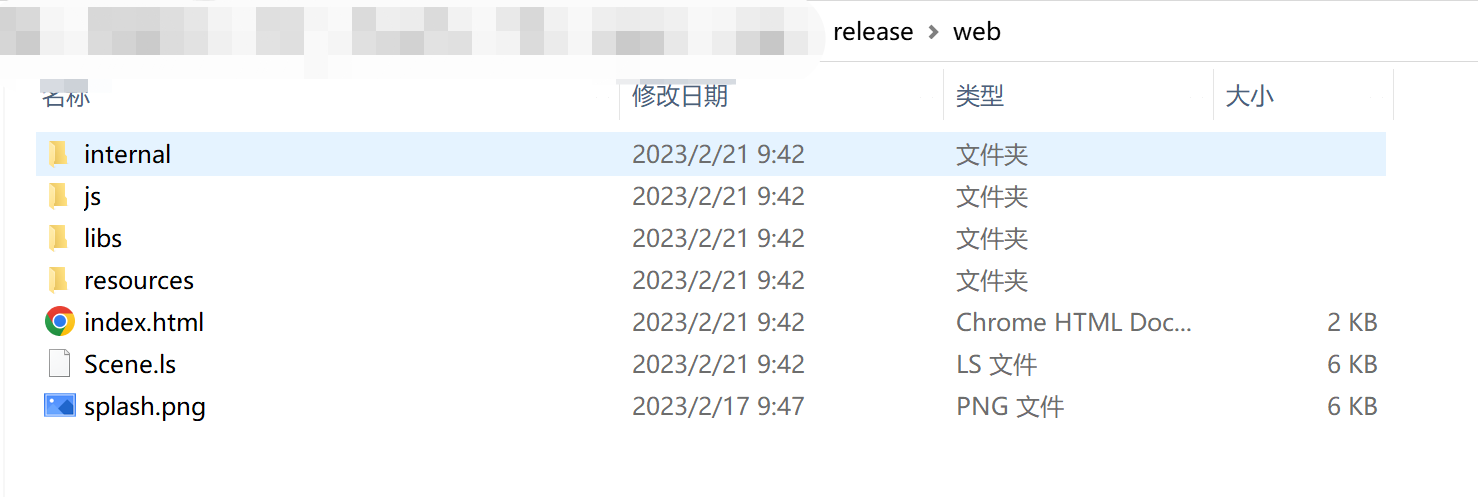 release > web
名称 修改日期 类型 大小
internal 2023/2/21 9:42 文件夹
js 2023/2/21 9:42 文件夹
libs 2023/2/21 9:42 文件夹
resources 2023/2/21 9:42 文件夹
index.html 2023/2/21 9:42 Chrome HTML Doc... 2 KB
Scene.ls 2023/2/21 9:42 LS 文件 6 KB
splash.png 2023/2/17 9:47 PNG 文件 6 KB